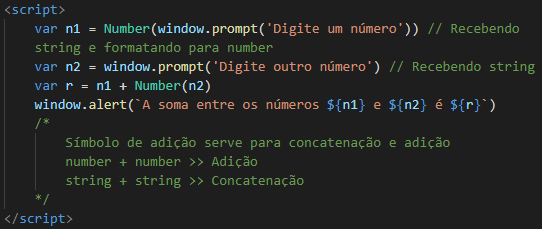 <script>
var n1 = Number(window.prompt('Digite um número')) // Recebendo
string e formatando para number
var n2 = window.prompt('Digite outro número') // Recebendo string
var r = n1 + Number(n2)
window.alert(`A soma entre os números ${n1} e ${n2} é ${r}`)
/*
Símbolo de adição serve para concatenação e adição
number + number >> Adição
string + string >> Concatenação
*/
</script>